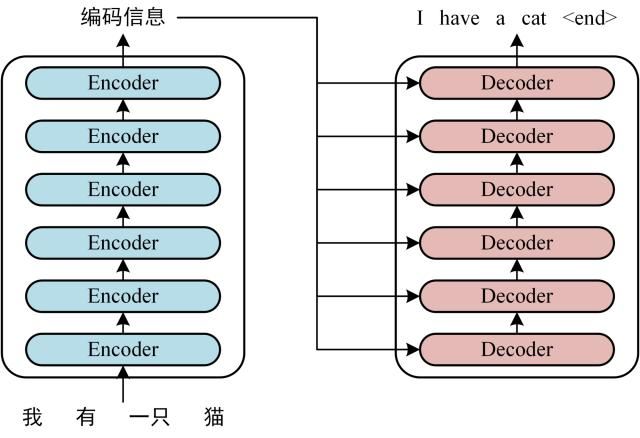 编码信息
I have a cat <end>
Encoder
Encoder
Encoder
Encoder
Encoder
Encoder
Decoder
Decoder
Decoder
Decoder
Decoder
Decoder
我 有 一只 猫